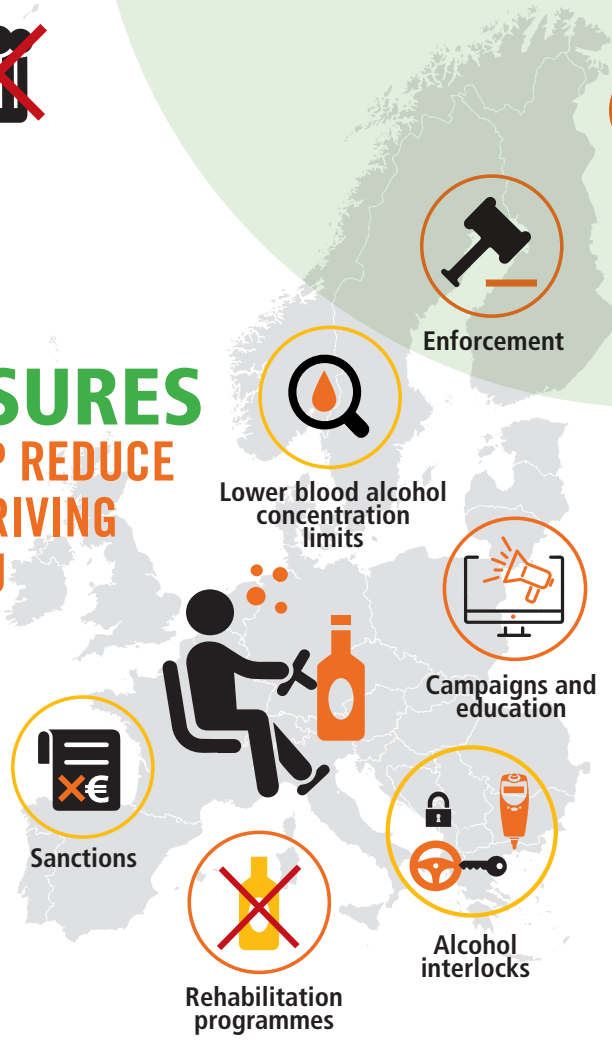 Enforcement
SURES
P REDUCE
RIVING
Lower blood alcohol
concentration
limits
Campaigns and
education
×€
Sanctions
Alcohol
interlocks
Rehabilitation
programmes